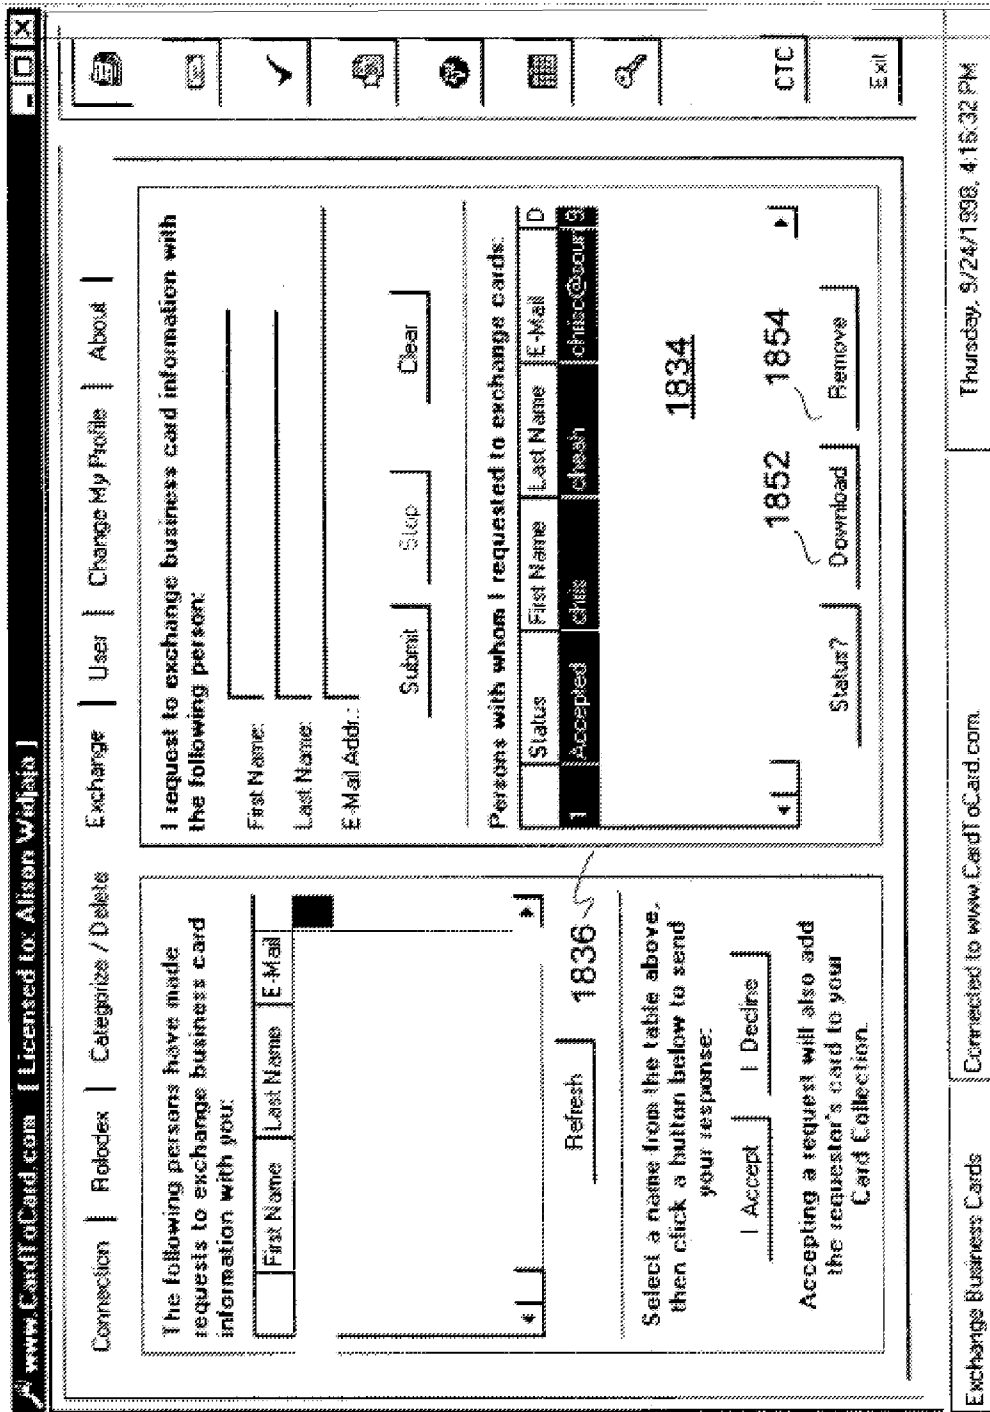 www.CardToCard.com [ Licensed to: Alison Widjaja ]
Connection | Rolodex | Categorize / Delete
Exchange | User | Change My Profile | About |
The following persons have made
requests to exchange business card
information with you:
First Name Last Name E-Mail
Refresh
1836
Select a name from the table above,
then click a button below to send
your response:
I Accept I Decline
Accepting a request will also add
the requestor's card to your
Card Collection.
I request to exchange business card information with
the following person:
First Name:
Last Name:
E-Mail Addr.:
Submit Stop Clear
Persons with whom I requested to exchange cards:
Status First Name Last Name E-Mail D
1 Accepted chris cheah chrisc@sour 9
1834
1852 1854
Status? Download Remove
CTC
Exit
Exchange Business Cards
Connected to www.CardToCard.com.
Thursday, 9/24/1998, 4:16:32 PM